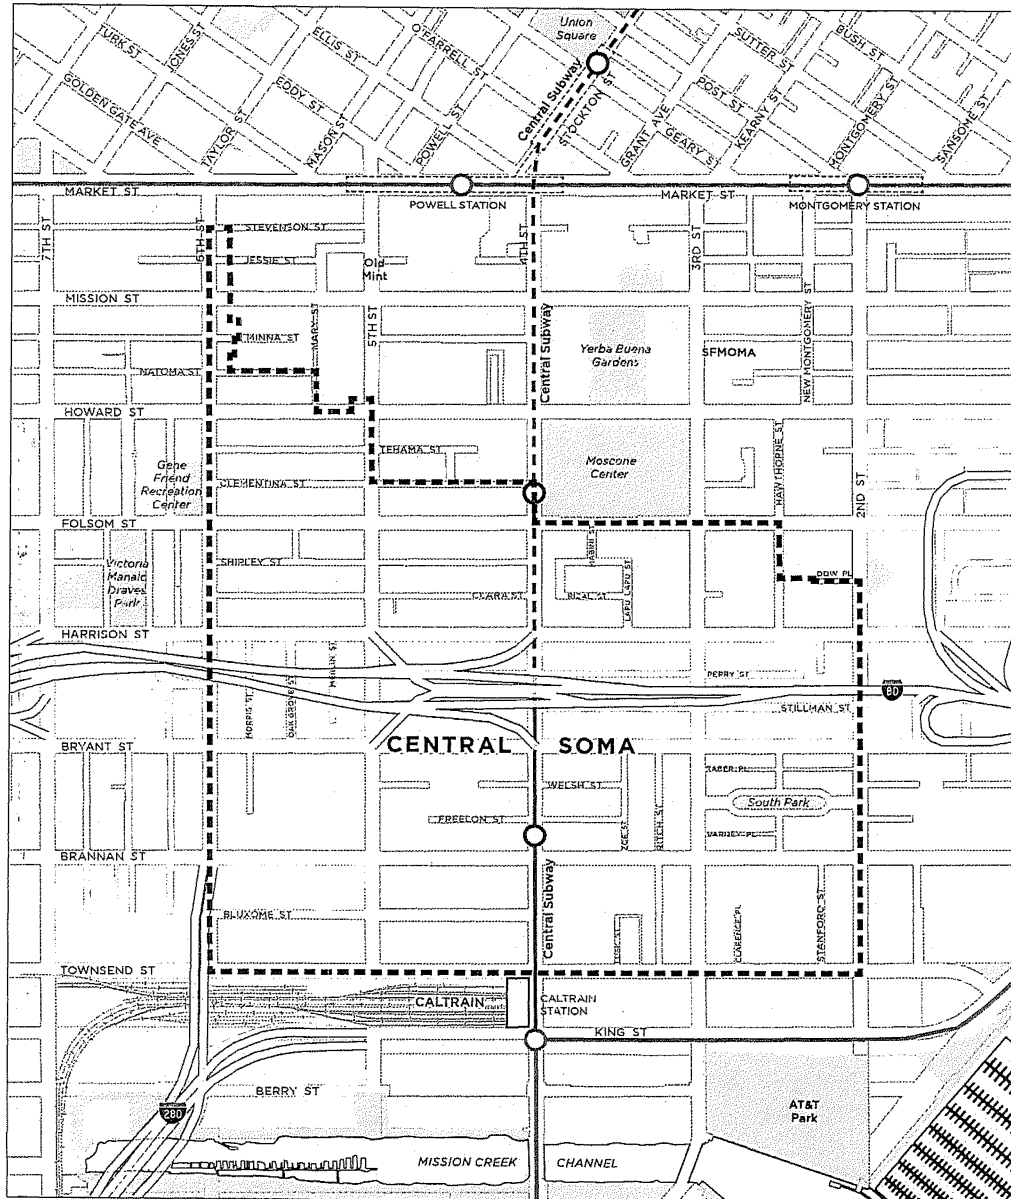 Union
Square
TURK ST
JONES ST
ELLIS ST
O'FARRELL ST
SUTTER ST
BUSH ST
GOLDEN GATE AVE
EDDY ST
Central Subway
STOCKTON ST
POST ST
TAYLOR ST
MASON ST
POWELL ST
GRANT AVE
GEARY ST
KEARNY ST
MONTGOMERY ST
SANSOME ST
MARKET ST
POWELL STATION
MARKET ST
MONTGOMERY STATION
7TH ST
6TH ST
STEVENSON ST
4TH ST
3RD ST
JESSIE ST
Old
Mint
MISSION ST
MINNA ST
MARY ST
5TH ST
Central Subway
Yerba Buena
Gardens
SFMOMA
NEW MONTGOMERY ST
NATOMA ST
HOWARD ST
TEHAMA ST
Gene
Friend
Recreation
Center
CLEMENTINA ST
Moscone
Center
HAWTHORNE ST
2ND ST
FOLSOM ST
Victoria
Manalo
Draves
Park
SHIPLEY ST
MABINI ST
LAPU LAPU ST
DOW PL
CLARA ST
RIZAL ST
HARRISON ST
MERLIN ST
MORRIS ST
OAK GROVE ST
PERRY ST
80
STILLMAN ST
BRYANT ST
CENTRAL SOMA
TABER PL
WELSH ST
South Park
FREELON ST
ZOE ST
RITCH ST
VARNEY PL
BRANNAN ST
BLUXOME ST
Central Subway
CLARENCE PL
STANFORD ST
TOWNSEND ST
CALTRAIN
CALTRAIN
STATION
KING ST
BERRY ST
280
AT&T
Park
MISSION CREEK CHANNEL